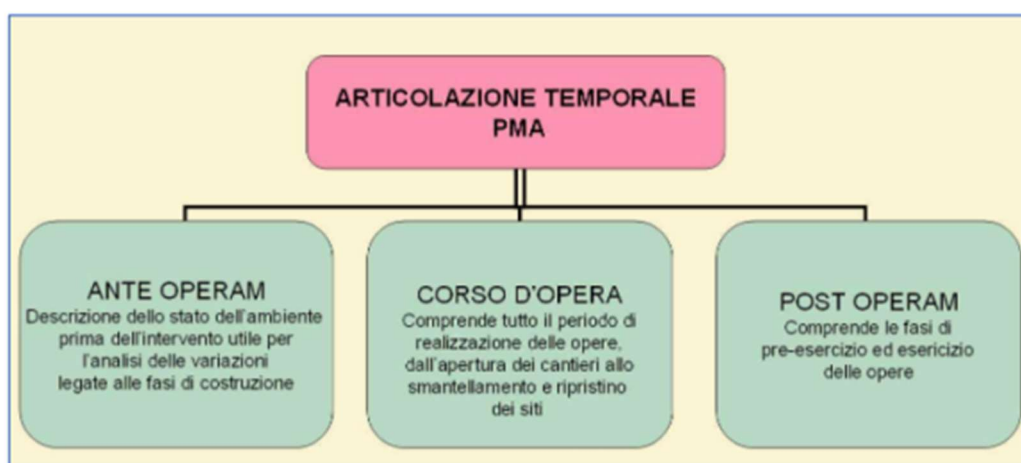 ARTICOLAZIONE TEMPORALE
PMA
ANTE OPERAM
Descrizione dello stato dell'ambiente
prima dell'intervento utile per
l'analisi delle variazioni
legate alle fasi di costruzione
CORSO D'OPERA
Comprende tutto il periodo di
realizzazione delle opere,
dall'apertura dei cantieri allo
smantellamento e ripristino
dei siti
POST OPERAM
Comprende le fasi di
pre-esercizio ed esericizio
delle opere